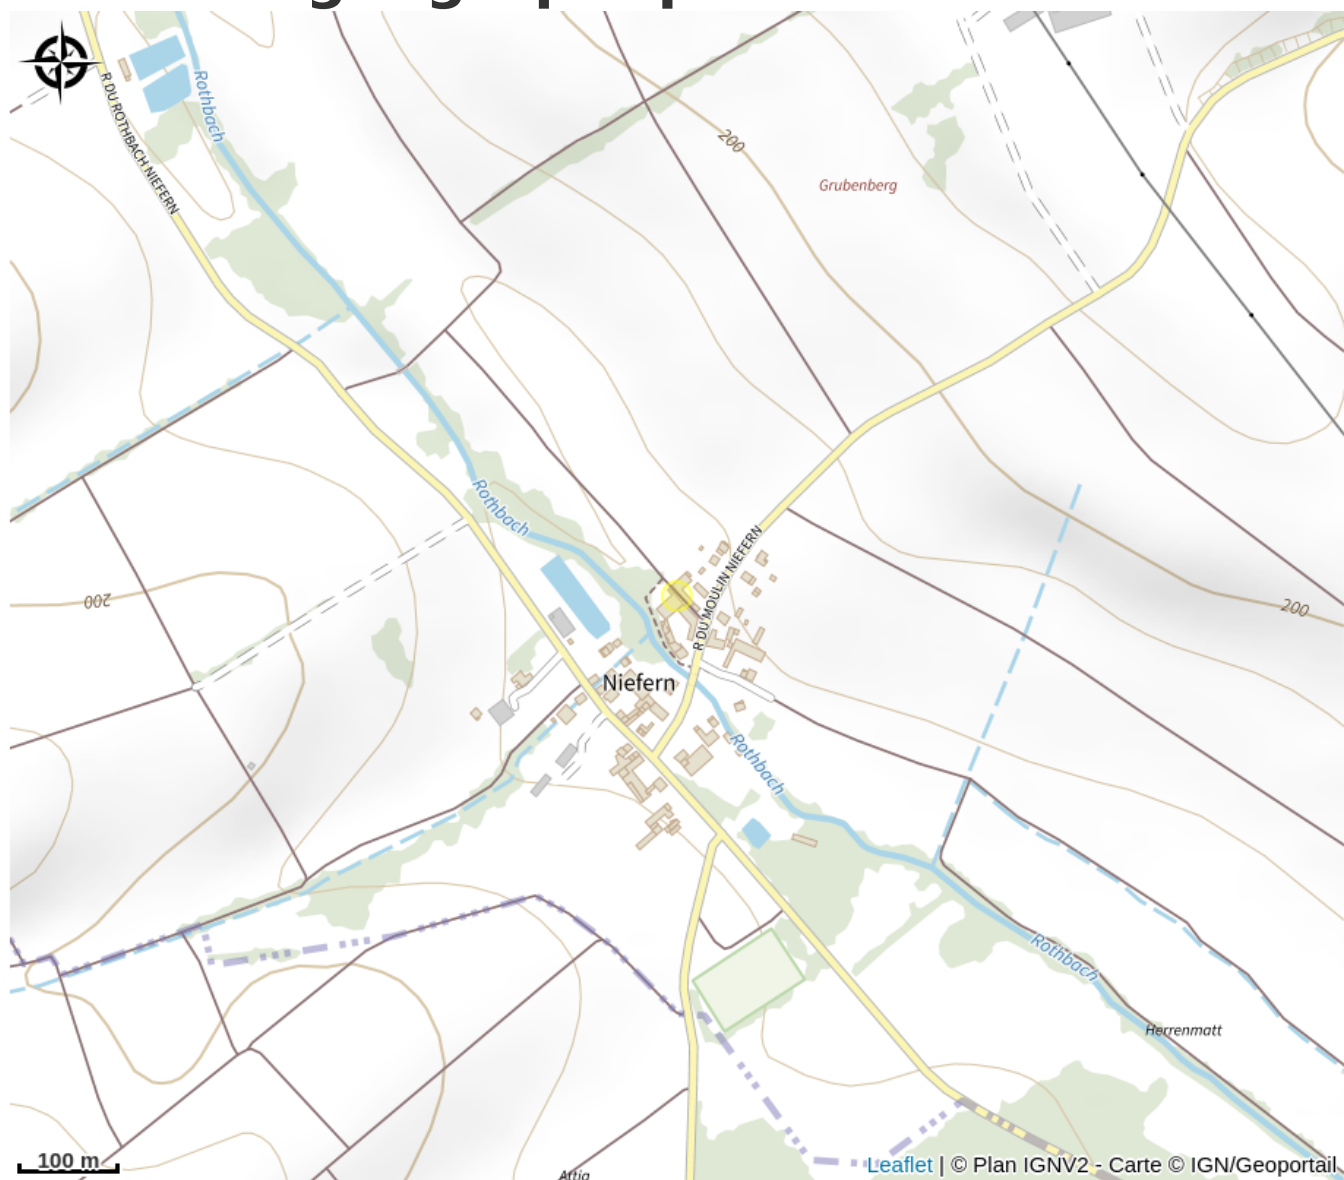 Rothbach
R DU ROTHBACH NIEFERN
200
Grubenberg
Rothbach
R DU MOULIN NIEFERN
200
200
Niefern
Rothbach
Rothbach
Herrenmatt
100 m
Attig
Leaflet | © Plan IGNV2 - Carte © IGN/Geoportail